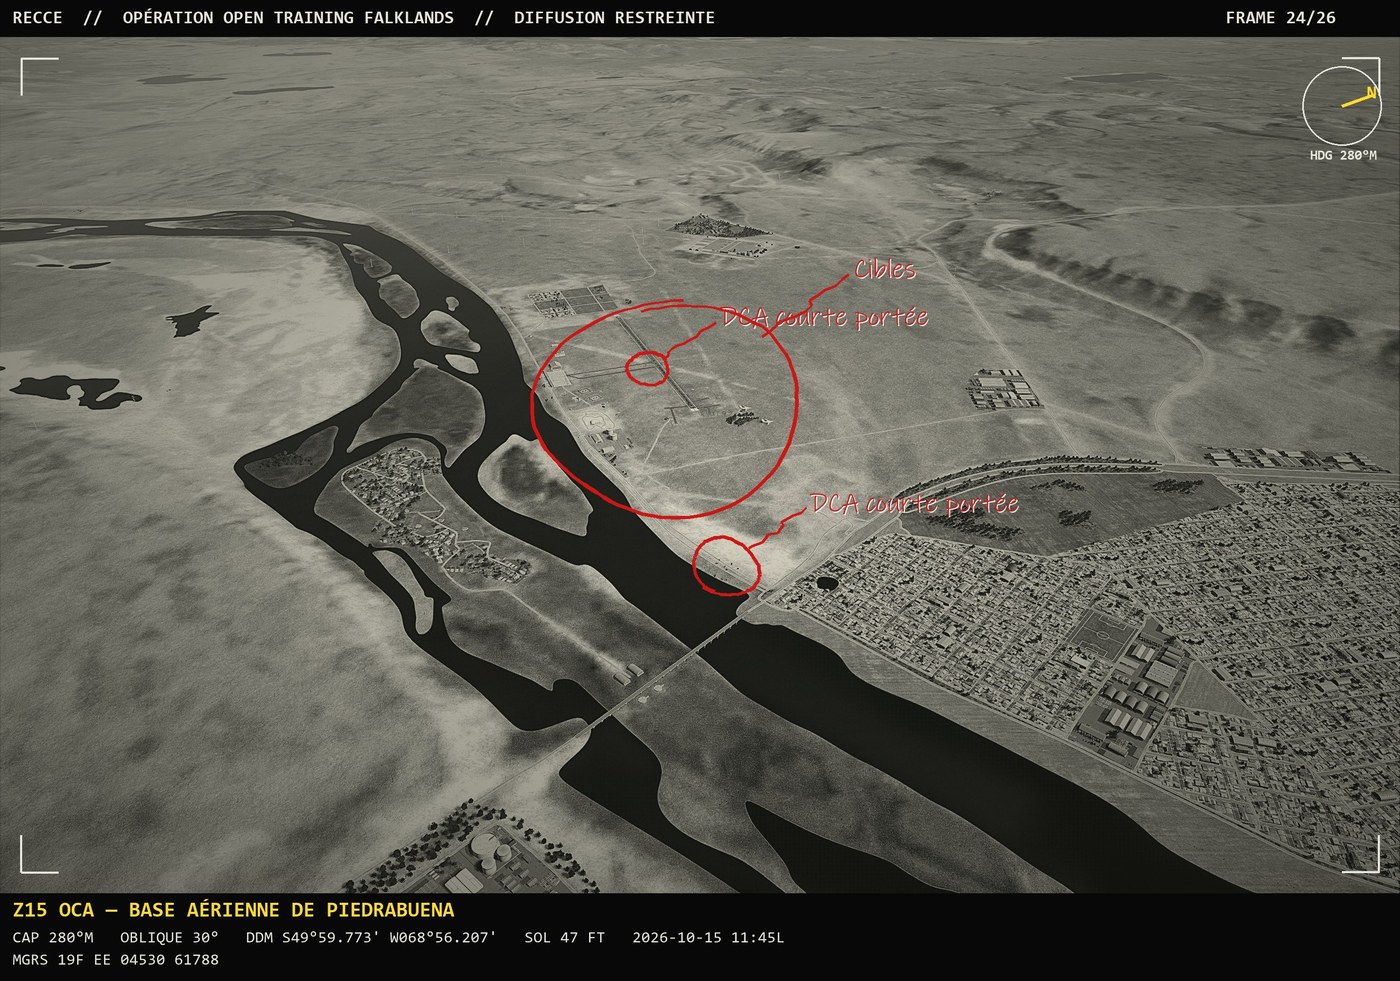 RECCE // OPÉRATION OPEN TRAINING FALKLANDS // DIFFUSION RESTREINTE FRAME 24/26
N
HDG 280°M
Cibles
DCA courte portée
DCA courte portée
Z15 OCA — BASE AÉRIENNE DE PIEDRABUENA
CAP 280°M OBLIQUE 30° DDM S49°59.773' W068°56.207' SOL 47 FT 2026-10-15 11:45L
MGRS 19F EE 04530 61788